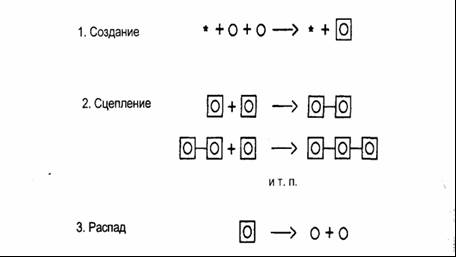 1. Создание * + O + O → * + O
2. Сцепление O + O → O–O
O–O + O → O–O–O
и т. п.
3. Распад O → O + O